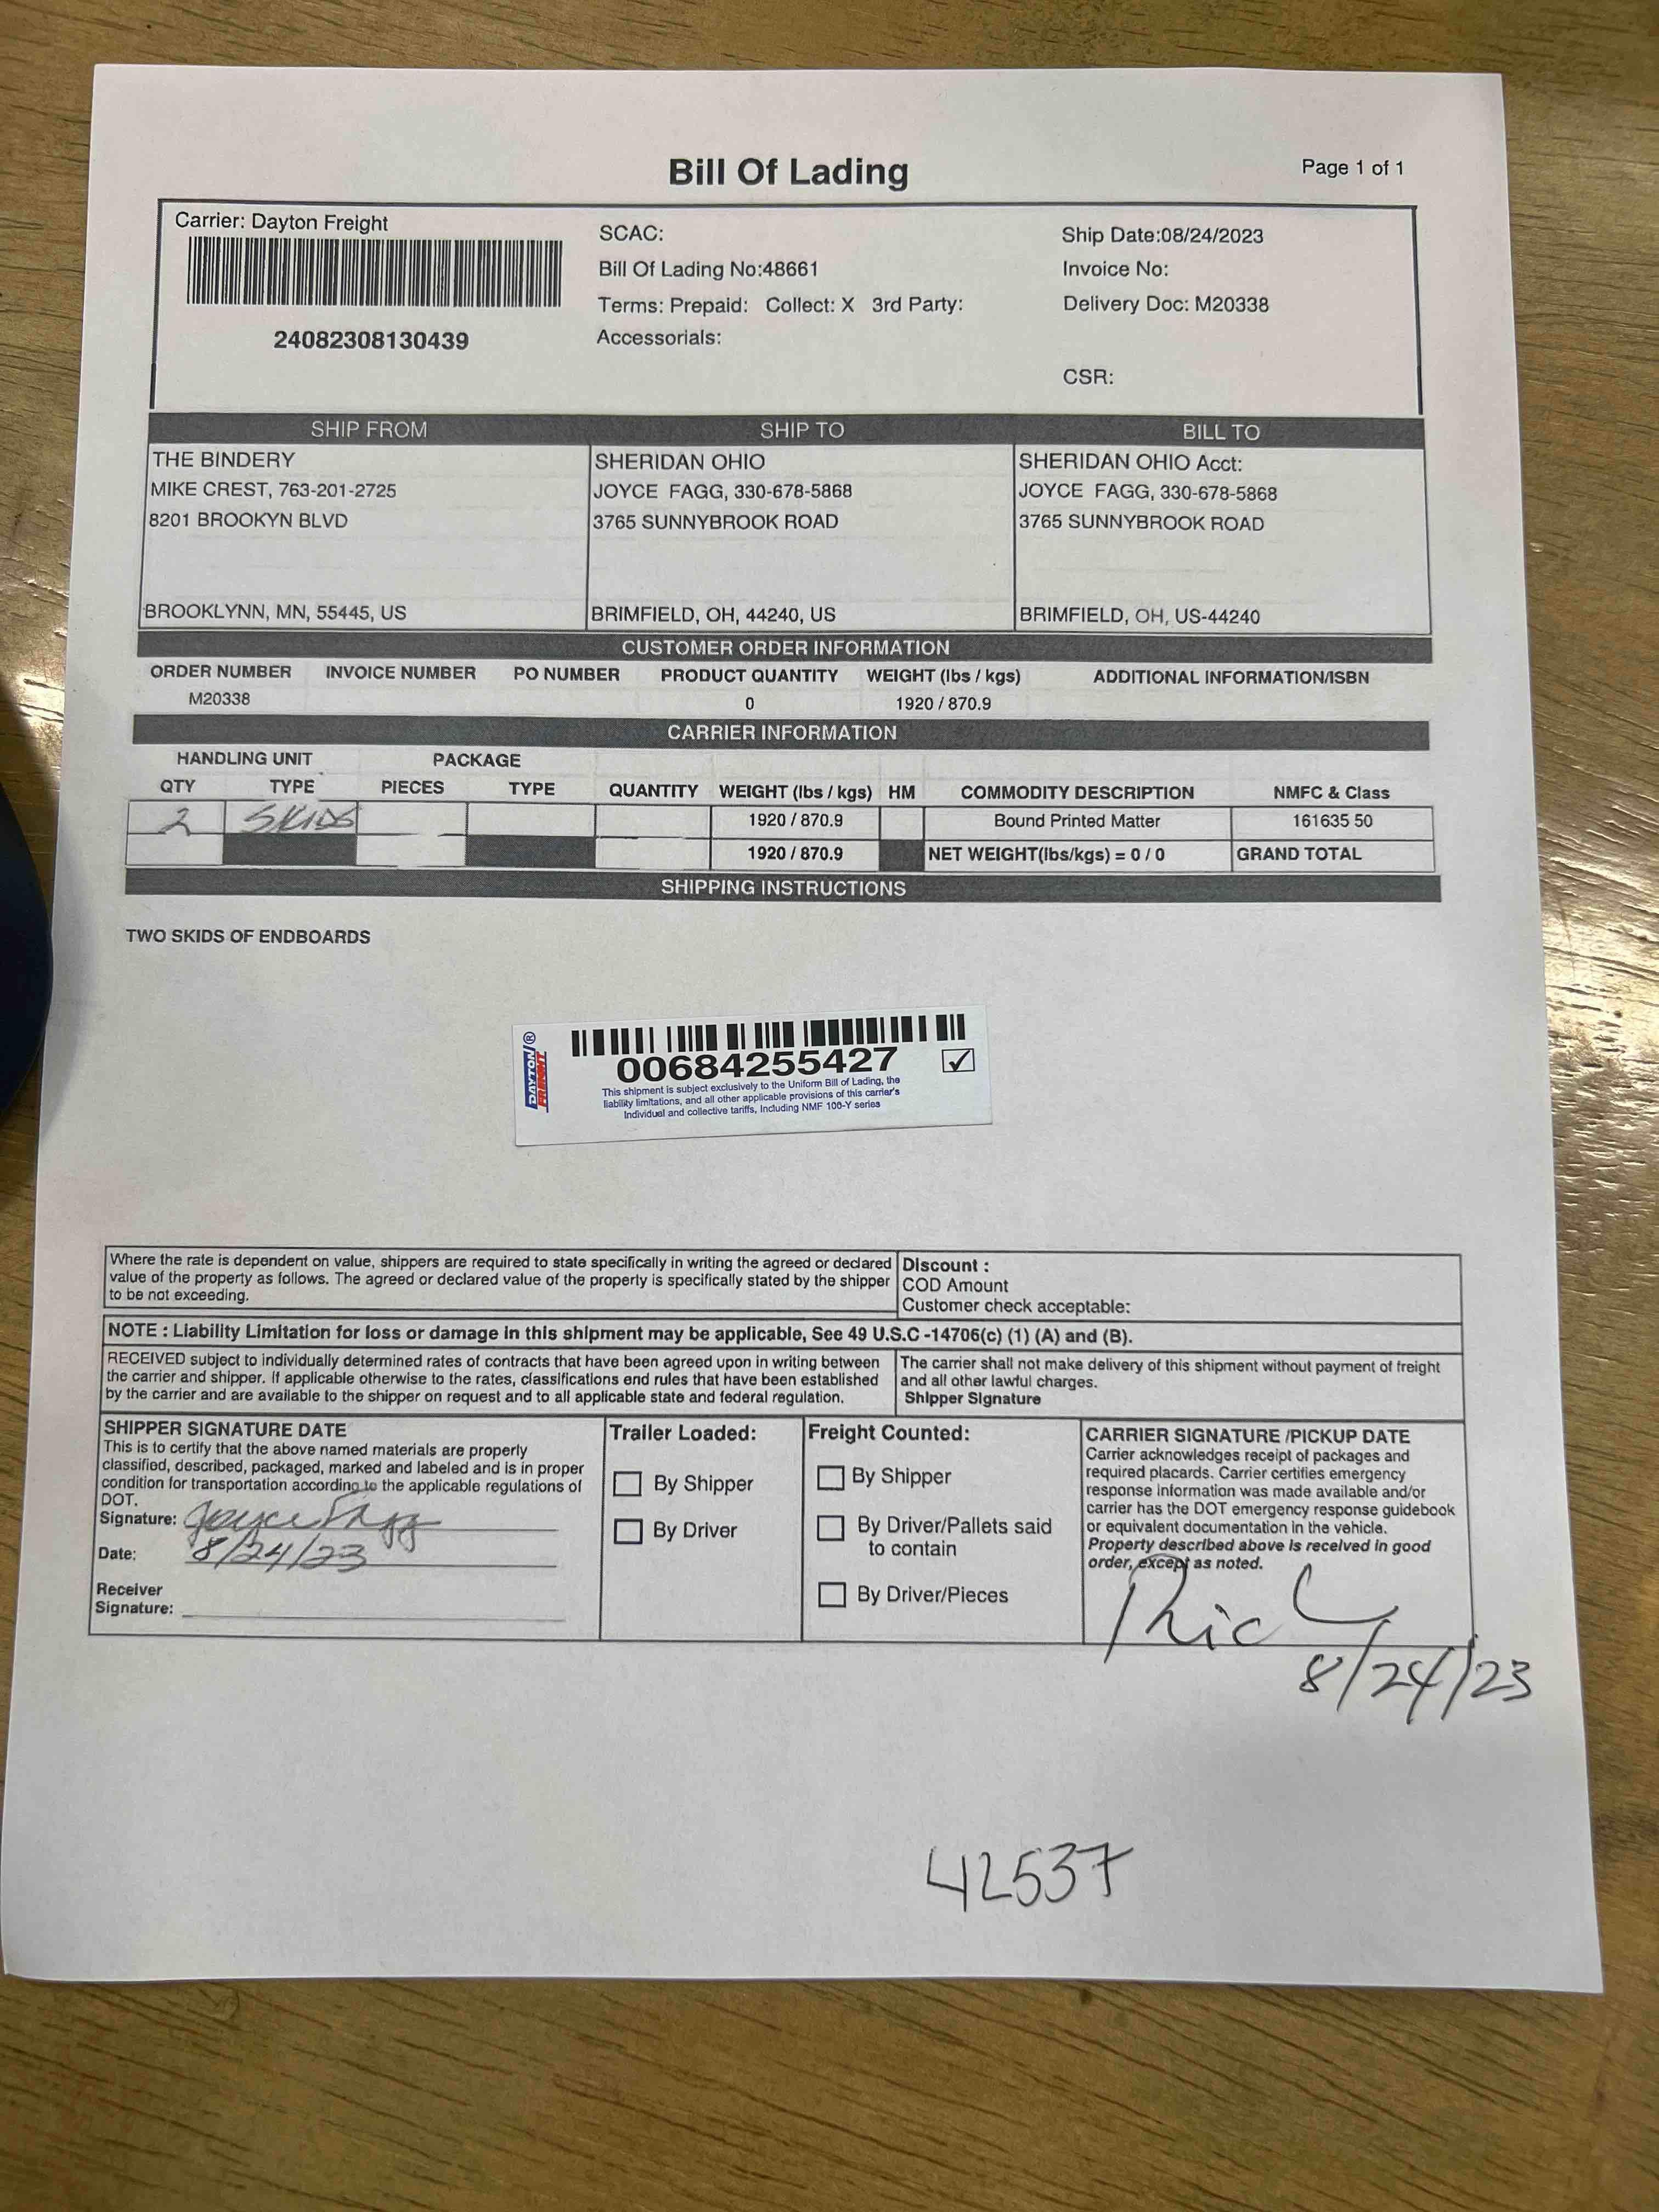 Bill Of Lading
Page 1 of 1
Carrier: Dayton Freight
24082308130439
SCAC:
Bill Of Lading No:48661
Terms: Prepaid: Collect: X 3rd Party:
Accessorials:
Ship Date:08/24/2023
Invoice No:
Delivery Doc: M20338
CSR:
SHIP FROM
THE BINDERY
MIKE CREST, 763-201-2725
8201 BROOKYN BLVD
BROOKLYNN, MN, 55445, US
SHIP TO
SHERIDAN OHIO
JOYCE FAGG, 330-678-5868
3765 SUNNYBROOK ROAD
BRIMFIELD, OH, 44240, US
BILL TO
SHERIDAN OHIO Acct:
JOYCE FAGG, 330-678-5868
3765 SUNNYBROOK ROAD
BRIMFIELD, OH, US-44240
CUSTOMER ORDER INFORMATION
ORDER NUMBER INVOICE NUMBER PO NUMBER PRODUCT QUANTITY WEIGHT (lbs / kgs) ADDITIONAL INFORMATION/ISBN
M20338 0 1920 / 870.9
CARRIER INFORMATION
HANDLING UNIT PACKAGE
QTY TYPE PIECES TYPE QUANTITY WEIGHT (lbs / kgs) HM COMMODITY DESCRIPTION NMFC & Class
2 SKIDS 1920 / 870.9 Bound Printed Matter 161635 50
1920 / 870.9 NET WEIGHT(lbs/kgs) = 0 / 0 GRAND TOTAL
SHIPPING INSTRUCTIONS
TWO SKIDS OF ENDBOARDS
DAYTON FREIGHT ®
00684255427
This shipment is subject exclusively to the Uniform Bill of Lading, the
liability limitations, and all other applicable provisions of this carrier's
Individual and collective tariffs, Including NMF 100-Y series
Where the rate is dependent on value, shippers are required to state specifically in writing the agreed or declared
value of the property as follows. The agreed or declared value of the property is specifically stated by the shipper
to be not exceeding.
Discount :
COD Amount
Customer check acceptable:
NOTE : Liability Limitation for loss or damage in this shipment may be applicable, See 49 U.S.C -14706(c) (1) (A) and (B).
RECEIVED subject to individually determined rates of contracts that have been agreed upon in writing between
the carrier and shipper. If applicable otherwise to the rates, classifications and rules that have been established
by the carrier and are available to the shipper on request and to all applicable state and federal regulation.
The carrier shall not make delivery of this shipment without payment of freight
and all other lawful charges.
Shipper Signature
SHIPPER SIGNATURE DATE
This is to certify that the above named materials are properly
classified, described, packaged, marked and labeled and is in proper
condition for transportation according to the applicable regulations of
DOT.
Signature: Joyce Fagg
Date: 8/24/23
Receiver
Signature:
Trailer Loaded:
By Shipper
By Driver
Freight Counted:
By Shipper
By Driver/Pallets said
to contain
By Driver/Pieces
CARRIER SIGNATURE /PICKUP DATE
Carrier acknowledges receipt of packages and
required placards. Carrier certifies emergency
response information was made available and/or
carrier has the DOT emergency response guidebook
or equivalent documentation in the vehicle.
Property described above is received in good
order, except as noted.
8/24/23
42537